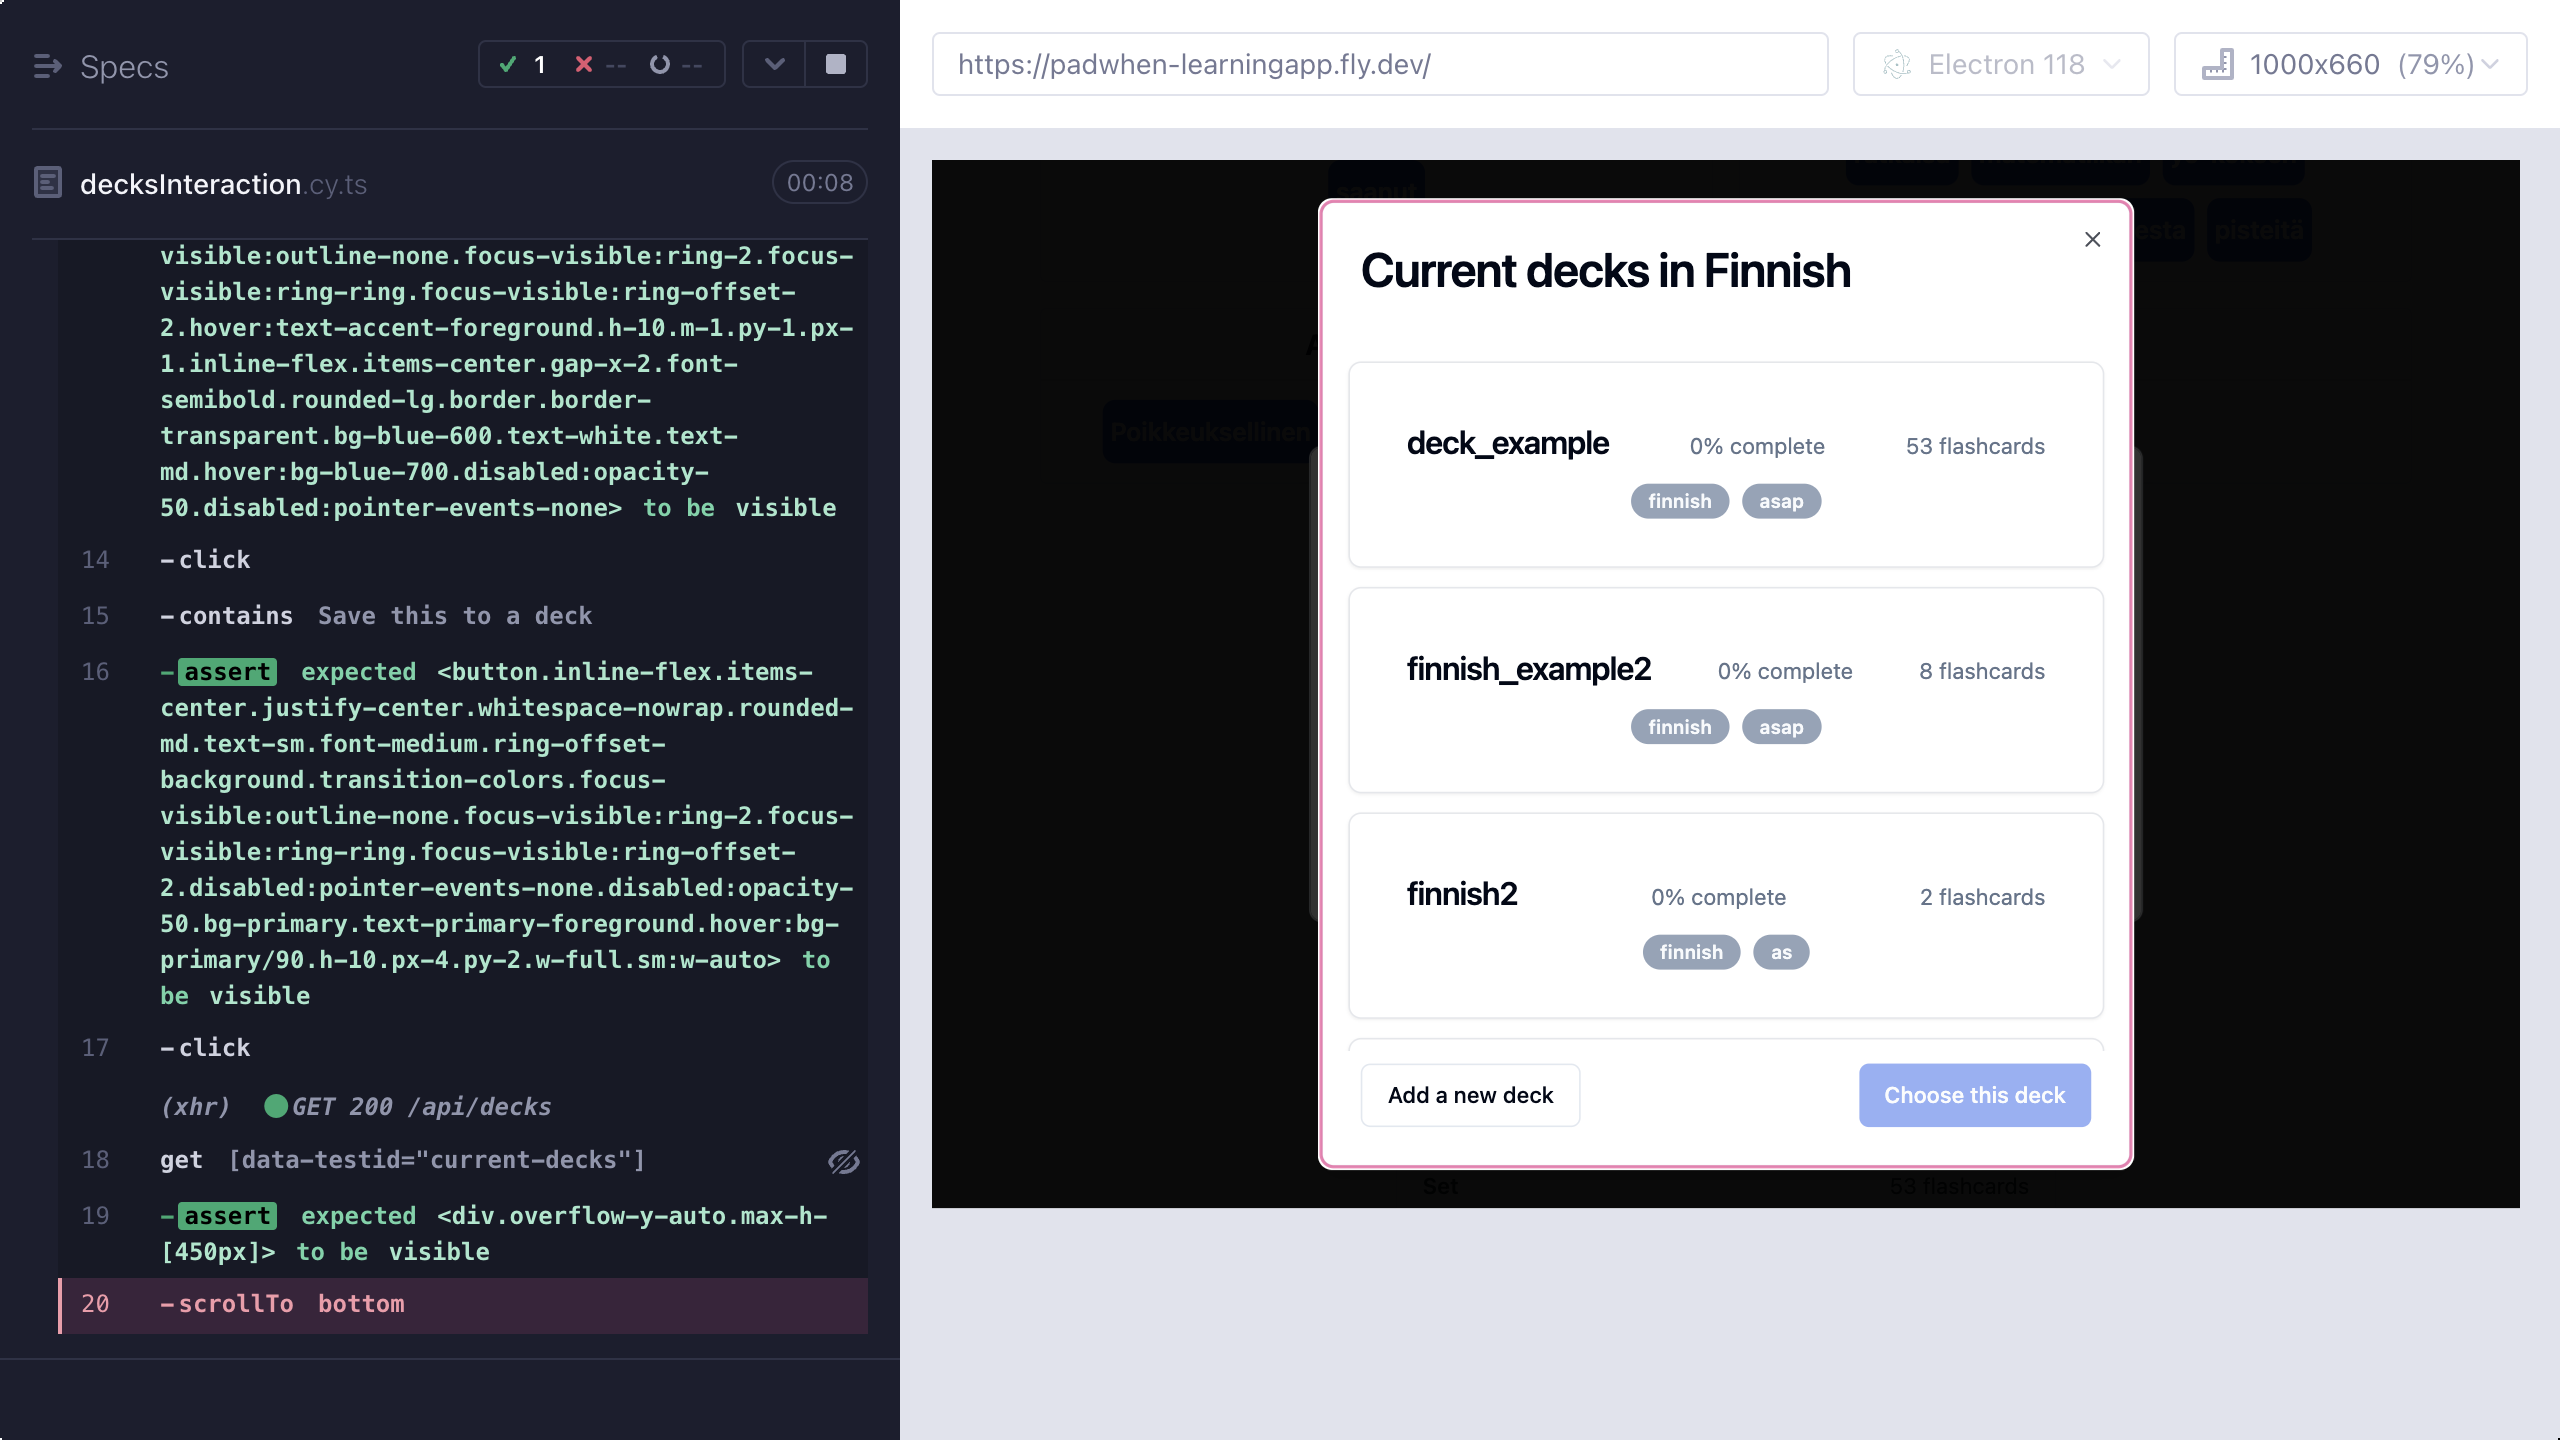 Specs
1
--
--
decksInteraction.cy.ts
00:08
visible:outline-none.focus-visible:ring-2.focus-
visible:ring-ring.focus-visible:ring-offset-
2.hover:text-accent-foreground.h-10.m-1.py-1.px-
1.inline-flex.items-center.gap-x-2.font-
semibold.rounded-lg.border.border-
transparent.bg-blue-600.text-white.text-
md.hover:bg-blue-700.disabled:opacity-
50.disabled:pointer-events-none> to be visible
14 -click
15 -contains Save this to a deck
16 -assert expected <button.inline-flex.items-
center.justify-center.whitespace-nowrap.rounded-
md.text-sm.font-medium.ring-offset-
background.transition-colors.focus-
visible:outline-none.focus-visible:ring-2.focus-
visible:ring-ring.focus-visible:ring-offset-
2.disabled:pointer-events-none.disabled:opacity-
50.bg-primary.text-primary-foreground.hover:bg-
primary/90.h-10.px-4.py-2.w-full.sm:w-auto> to
be visible
17 -click
(xhr) GET 200 /api/decks
18 get [data-testid="current-decks"]
19 -assert expected <div.overflow-y-auto.max-h-
[450px]> to be visible
20 -scrollTo bottom
https://padwhen-learningapp.fly.dev/
Electron 118
1000x660 (79%)
saaput
esta
pisteitä
Poikkeuksellinen
Current decks in Finnish
deck_example
0% complete
53 flashcards
finnish
asap
finnish_example2
0% complete
8 flashcards
finnish
asap
finnish2
0% complete
2 flashcards
finnish
as
Add a new deck
Choose this deck
Set
53 flashcards